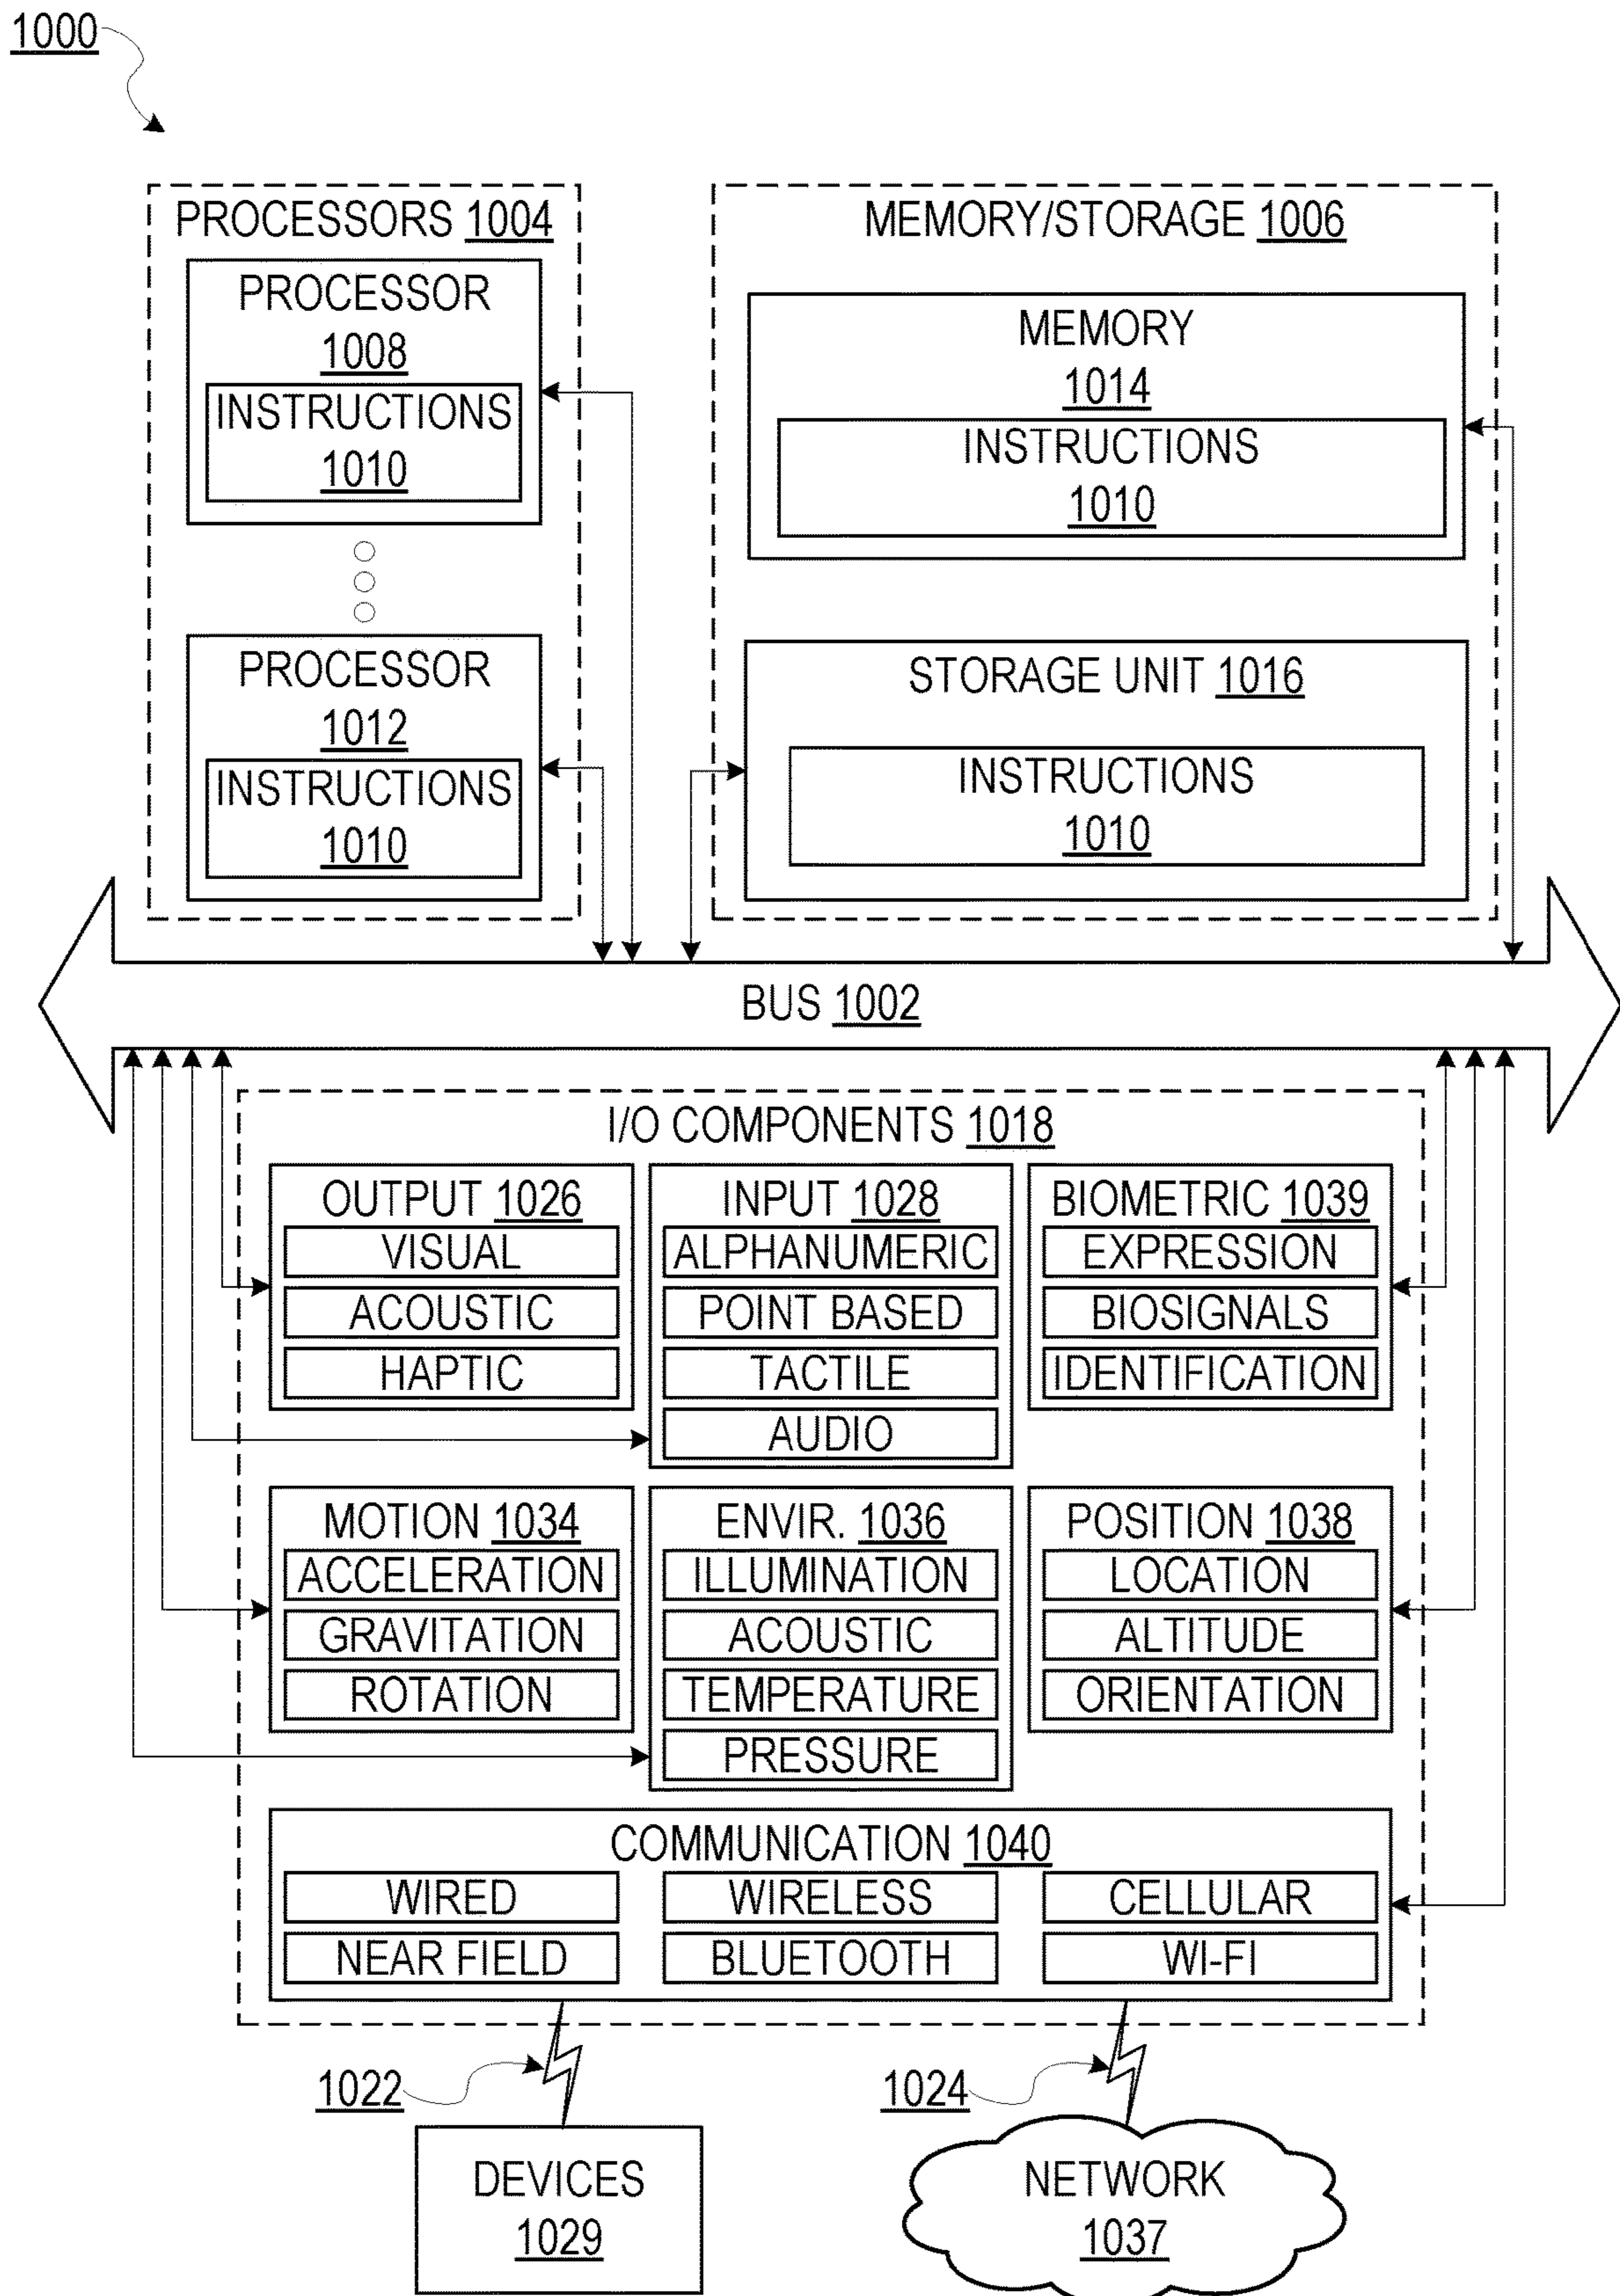 1000
PROCESSORS 1004
PROCESSOR
1008
INSTRUCTIONS
1010
PROCESSOR
1012
INSTRUCTIONS
1010
MEMORY/STORAGE 1006
MEMORY
1014
INSTRUCTIONS
1010
STORAGE UNIT 1016
INSTRUCTIONS
1010
BUS 1002
I/O COMPONENTS 1018
OUTPUT 1026
VISUAL
ACOUSTIC
HAPTIC
INPUT 1028
ALPHANUMERIC
POINT BASED
TACTILE
AUDIO
BIOMETRIC 1039
EXPRESSION
BIOSIGNALS
IDENTIFICATION
MOTION 1034
ACCELERATION
GRAVITATION
ROTATION
ENVIR. 1036
ILLUMINATION
ACOUSTIC
TEMPERATURE
PRESSURE
POSITION 1038
LOCATION
ALTITUDE
ORIENTATION
COMMUNICATION 1040
WIRED
WIRELESS
CELLULAR
NEAR FIELD
BLUETOOTH
WI-FI
1022
1024
DEVICES
1029
NETWORK
1037